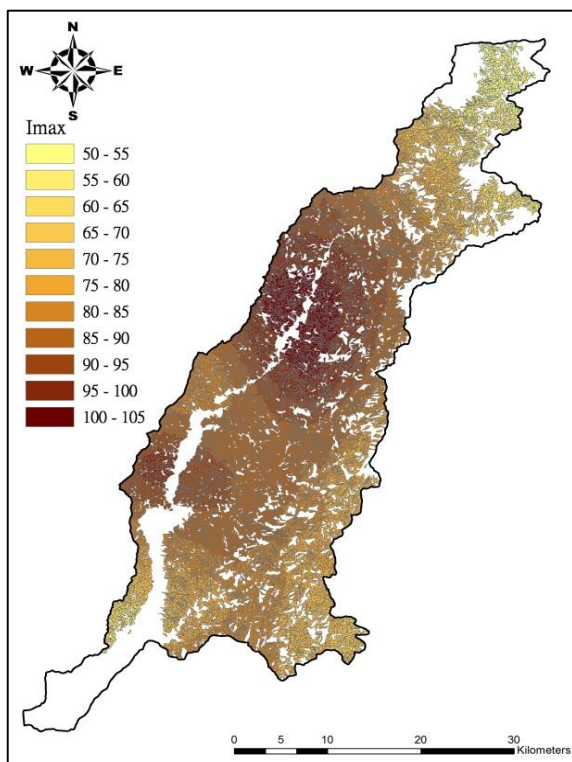 N
W E
S
Imax
50 - 55
55 - 60
60 - 65
65 - 70
70 - 75
75 - 80
80 - 85
85 - 90
90 - 95
95 - 100
100 - 105
0 5 10 20 30
Kilometers